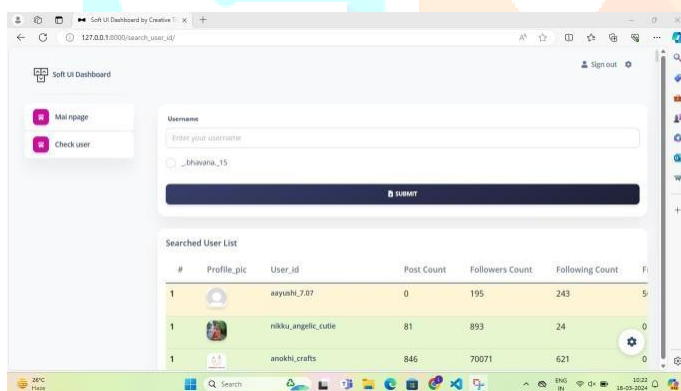 Soft UI Dashboard by Creative Ti
127.0.0.1:8000/search_user_id/
Sign out
Soft UI Dashboard
Mai npage
Check user
Username
Enter your username
_.bhavana._15
SUBMIT
Searched User List
# Profile_pic User_id Post Count Followers Count Following Count F
1 aayushi_7.07 0 195 243 5
1 nikku_angelic_cutie 81 893 24 0
1 anokhi_crafts 846 70071 621 0
26°C
Haze
Search
ENG
IN
10:22
16-03-2024